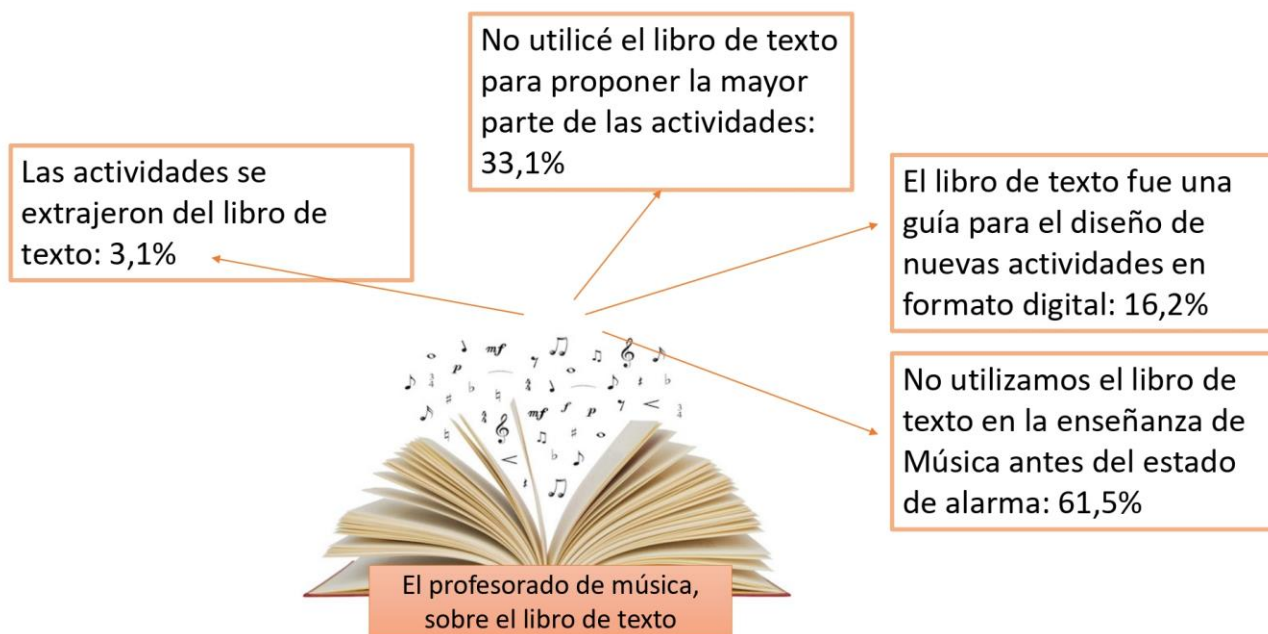 No utilicé el libro de texto
para proponer la mayor
parte de las actividades:
33,1%
Las actividades se
extrajeron del libro de
texto: 3,1%
El libro de texto fue una
guía para el diseño de
nuevas actividades en
formato digital: 16,2%
No utilizamos el libro de
texto en la enseñanza de
Música antes del estado
de alarma: 61,5%
El profesorado de música,
sobre el libro de texto